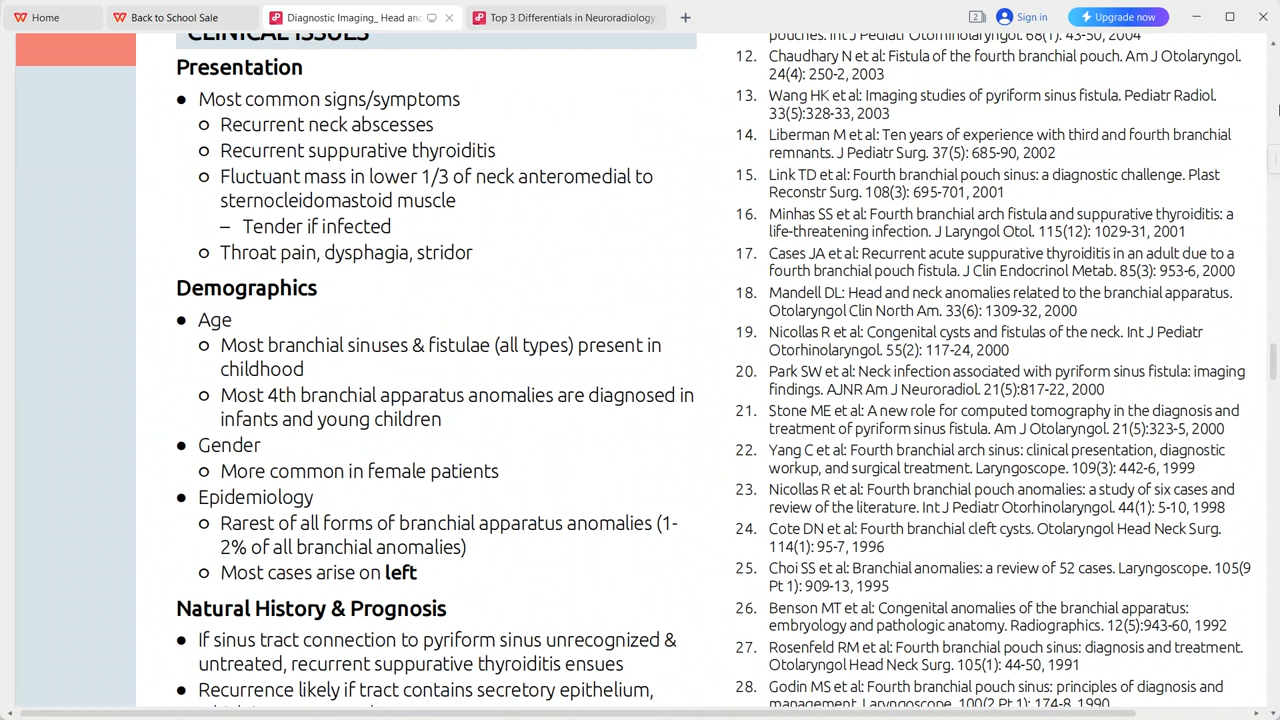 Home
Back to School Sale
Diagnostic Imaging_ Head and
Top 3 Differentials in Neuroradiology.
2
Sign in
Upgrade now
CLINICAL ISSUES
Presentation
● Most common signs/symptoms
o Recurrent neck abscesses
o Recurrent suppurative thyroiditis
o Fluctuant mass in lower 1/3 of neck anteromedial to
sternocleidomastoid muscle
– Tender if infected
o Throat pain, dysphagia, stridor
Demographics
● Age
o Most branchial sinuses & fistulae (all types) present in
childhood
o Most 4th branchial apparatus anomalies are diagnosed in
infants and young children
● Gender
o More common in female patients
● Epidemiology
o Rarest of all forms of branchial apparatus anomalies (1-
2% of all branchial anomalies)
o Most cases arise on left
Natural History & Prognosis
● If sinus tract connection to pyriform sinus unrecognized &
untreated, recurrent suppurative thyroiditis ensues
● Recurrence likely if tract contains secretory epithelium,
pouches. Int J Pediatr Otorhinolaryngol. 68(1): 43-50, 2004
12. Chaudhary N et al: Fistula of the fourth branchial pouch. Am J Otolaryngol.
24(4): 250-2, 2003
13. Wang HK et al: Imaging studies of pyriform sinus fistula. Pediatr Radiol.
33(5):328-33, 2003
14. Liberman M et al: Ten years of experience with third and fourth branchial
remnants. J Pediatr Surg. 37(5): 685-90, 2002
15. Link TD et al: Fourth branchial pouch sinus: a diagnostic challenge. Plast
Reconstr Surg. 108(3): 695-701, 2001
16. Minhas SS et al: Fourth branchial arch fistula and suppurative thyroiditis: a
life-threatening infection. J Laryngol Otol. 115(12): 1029-31, 2001
17. Cases JA et al: Recurrent acute suppurative thyroiditis in an adult due to a
fourth branchial pouch fistula. J Clin Endocrinol Metab. 85(3): 953-6, 2000
18. Mandell DL: Head and neck anomalies related to the branchial apparatus.
Otolaryngol Clin North Am. 33(6): 1309-32, 2000
19. Nicollas R et al: Congenital cysts and fistulas of the neck. Int J Pediatr
Otorhinolaryngol. 55(2): 117-24, 2000
20. Park SW et al: Neck infection associated with pyriform sinus fistula: imaging
findings. AJNR Am J Neuroradiol. 21(5):817-22, 2000
21. Stone ME et al: A new role for computed tomography in the diagnosis and
treatment of pyriform sinus fistula. Am J Otolaryngol. 21(5):323-5, 2000
22. Yang C et al: Fourth branchial arch sinus: clinical presentation, diagnostic
workup, and surgical treatment. Laryngoscope. 109(3): 442-6, 1999
23. Nicollas R et al: Fourth branchial pouch anomalies: a study of six cases and
review of the literature. Int J Pediatr Otorhinolaryngol. 44(1): 5-10, 1998
24. Cote DN et al: Fourth branchial cleft cysts. Otolaryngol Head Neck Surg.
114(1): 95-7, 1996
25. Choi SS et al: Branchial anomalies: a review of 52 cases. Laryngoscope. 105(9
Pt 1): 909-13, 1995
26. Benson MT et al: Congenital anomalies of the branchial apparatus:
embryology and pathologic anatomy. Radiographics. 12(5):943-60, 1992
27. Rosenfeld RM et al: Fourth branchial pouch sinus: diagnosis and treatment.
Otolaryngol Head Neck Surg. 105(1): 44-50, 1991
28. Godin MS et al: Fourth branchial pouch sinus: principles of diagnosis and
management. Laryngoscope. 100(2 Pt 1): 174-8, 1990